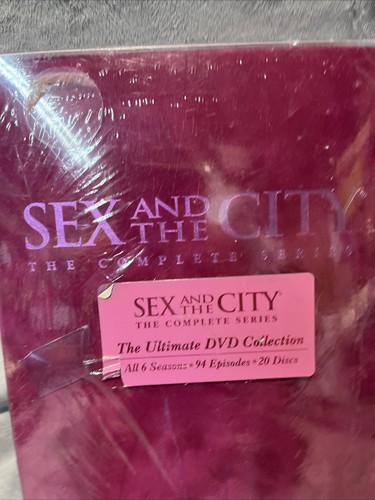 SEX AND THE CITY
THE COMPLETE SERIES
SEX AND THE CITY®
THE COMPLETE SERIES
The Ultimate DVD Collection
All 6 Seasons • 94 Episodes • 20 Discs